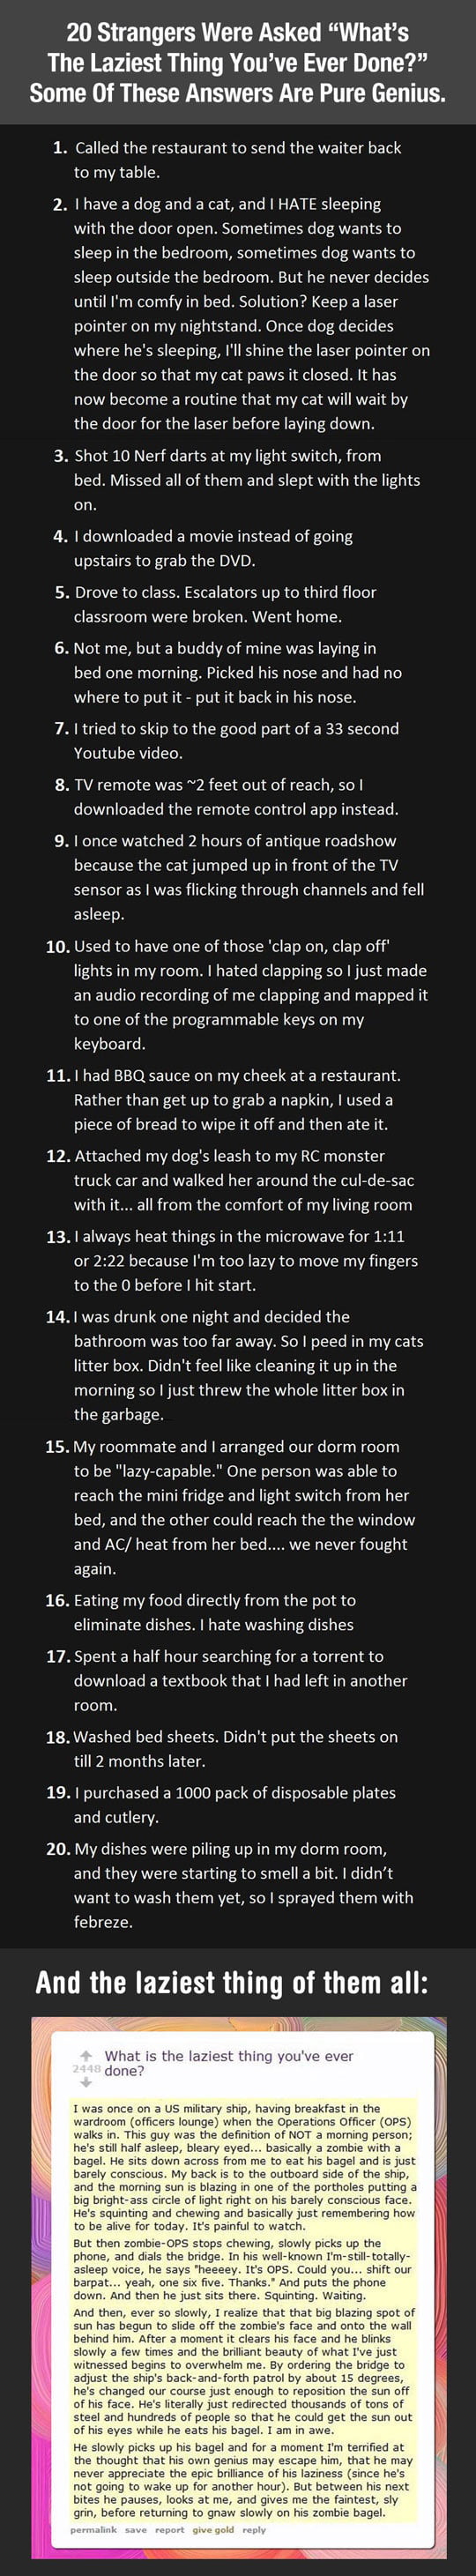 20 Strangers Were Asked “What’s
The Laziest Thing You’ve Ever Done?”
Some Of These Answers Are Pure Genius.
1. Called the restaurant to send the waiter back
to my table.
2. I have a dog and a cat, and I HATE sleeping
with the door open. Sometimes dog wants to
sleep in the bedroom, sometimes dog wants to
sleep outside the bedroom. But he never decides
until I'm comfy in bed. Solution? Keep a laser
pointer on my nightstand. Once dog decides
where he's sleeping, I'll shine the laser pointer on
the door so that my cat paws it closed. It has
now become a routine that my cat will wait by
the door for the laser before laying down.
3. Shot 10 Nerf darts at my light switch, from
bed. Missed all of them and slept with the lights
on.
4. I downloaded a movie instead of going
upstairs to grab the DVD.
5. Drove to class. Escalators up to third floor
classroom were broken. Went home.
6. Not me, but a buddy of mine was laying in
bed one morning. Picked his nose and had no
where to put it - put it back in his nose.
7. I tried to skip to the good part of a 33 second
Youtube video.
8. TV remote was ~2 feet out of reach, so I
downloaded the remote control app instead.
9. I once watched 2 hours of antique roadshow
because the cat jumped up in front of the TV
sensor as I was flicking through channels and fell
asleep.
10. Used to have one of those 'clap on, clap off'
lights in my room. I hated clapping so I just made
an audio recording of me clapping and mapped it
to one of the programmable keys on my
keyboard.
11. I had BBQ sauce on my cheek at a restaurant.
Rather than get up to grab a napkin, I used a
piece of bread to wipe it off and then ate it.
12. Attached my dog's leash to my RC monster
truck car and walked her around the cul-de-sac
with it... all from the comfort of my living room
13. I always heat things in the microwave for 1:11
or 2:22 because I'm too lazy to move my fingers
to the 0 before I hit start.
14. I was drunk one night and decided the
bathroom was too far away. So I peed in my cats
litter box. Didn't feel like cleaning it up in the
morning so I just threw the whole litter box in
the garbage.
15. My roommate and I arranged our dorm room
to be "lazy-capable." One person was able to
reach the mini fridge and light switch from her
bed, and the other could reach the the window
and AC/ heat from her bed.... we never fought
again.
16. Eating my food directly from the pot to
eliminate dishes. I hate washing dishes
17. Spent a half hour searching for a torrent to
download a textbook that I had left in another
room.
18. Washed bed sheets. Didn't put the sheets on
till 2 months later.
19. I purchased a 1000 pack of disposable plates
and cutlery.
20. My dishes were piling up in my dorm room,
and they were starting to smell a bit. I didn’t
want to wash them yet, so I sprayed them with
febreze.
And the laziest thing of them all:
What is the laziest thing you've ever
2448 done?
I was once on a US military ship, having breakfast in the
wardroom (officers lounge) when the Operations Officer (OPS)
walks in. This guy was the definition of NOT a morning person;
he's still half asleep, bleary eyed... basically a zombie with a
bagel. He sits down across from me to eat his bagel and is just
barely conscious. My back is to the outboard side of the ship,
and the morning sun is blazing in one of the portholes putting a
big bright-ass circle of light right on his barely conscious face.
He's squinting and chewing and basically just remembering how
to be alive for today. It's painful to watch.
But then zombie-OPS stops chewing, slowly picks up the
phone, and dials the bridge. In his well-known I'm-still-totally-
asleep voice, he says "heeeey. It's OPS. Could you... shift our
barpat... yeah, one six five. Thanks." And puts the phone
down. And then he just sits there. Squinting. Waiting.
And then, ever so slowly, I realize that that big blazing spot of
sun has begun to slide off the zombie's face and onto the wall
behind him. After a moment it clears his face and he blinks
slowly a few times and the brilliant beauty of what I've just
witnessed begins to overwhelm me. By ordering the bridge to
adjust the ship's back-and-forth patrol by about 15 degrees,
he's changed our course just enough to reposition the sun off
of his face. He's literally just redirected thousands of tons of
steel and hundreds of people so that he could get the sun out
of his eyes while he eats his bagel. I am in awe.
He slowly picks up his bagel and for a moment I'm terrified at
the thought that his own genius may escape him, that he may
never appreciate the epic brilliance of his laziness (since he's
not going to wake up for another hour). But between his next
bites he pauses, looks at me, and gives me the faintest, sly
grin, before returning to gnaw slowly on his zombie bagel.
permalink save report give gold reply